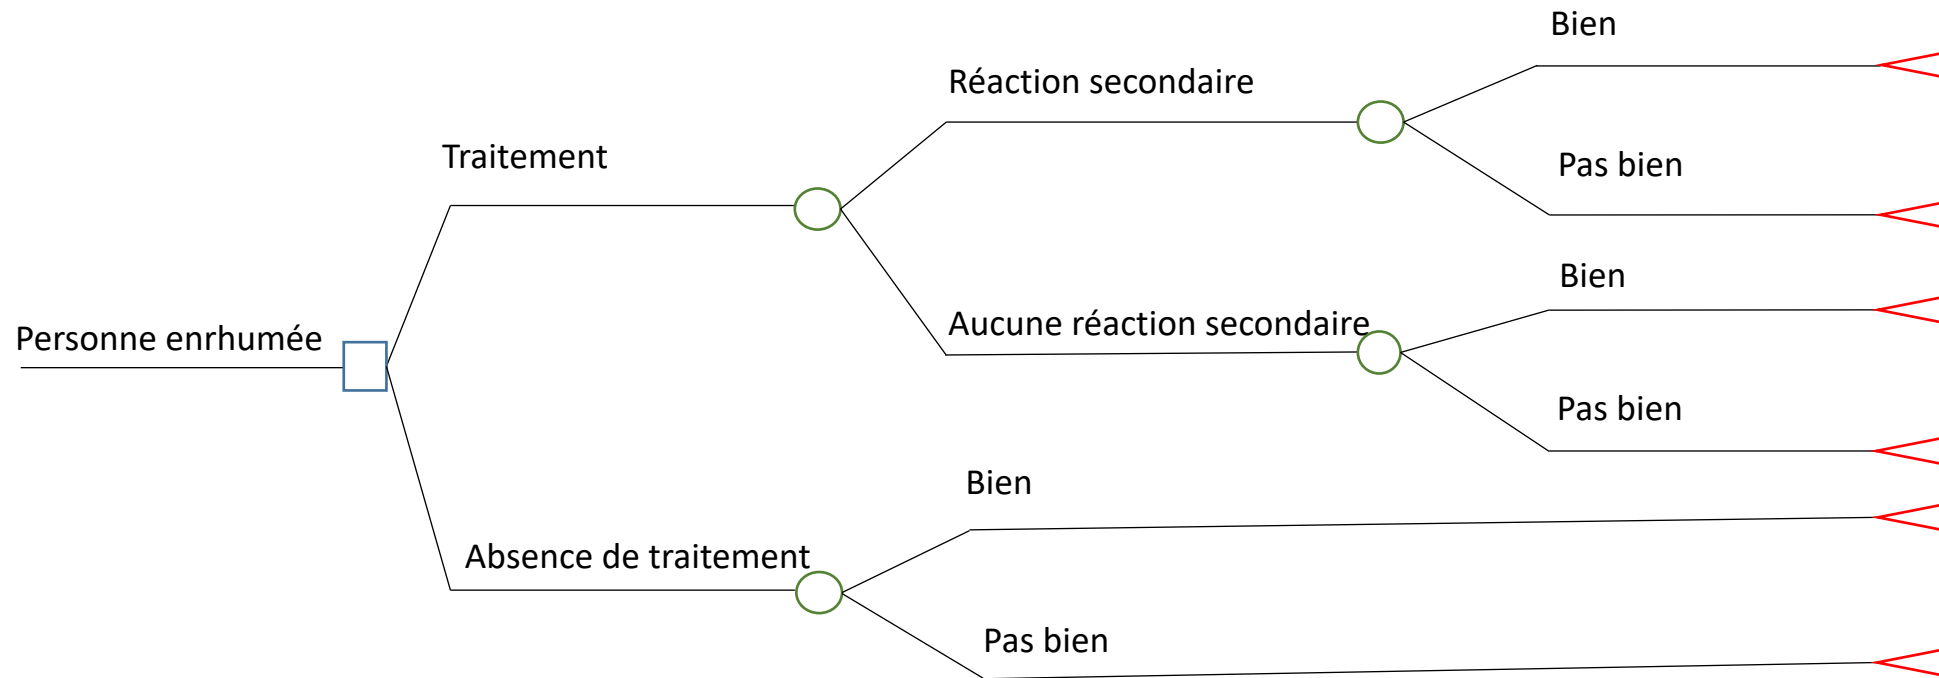 Bien
Réaction secondaire
Traitement
Pas bien
Bien
Aucune réaction secondaire
Personne enrhumée
Pas bien
Bien
Absence de traitement
Pas bien